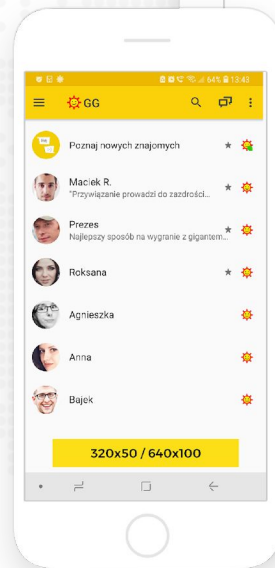 64% 13:43
GG
Poznaj nowych znajomych
Maciek R.
"Przywiązanie prowadzi do zazdrości...
Prezes
Najlepszy sposób na wygranie z gigantem...
Roksana
Agnieszka
Anna
Bajek
320x50 / 640x100